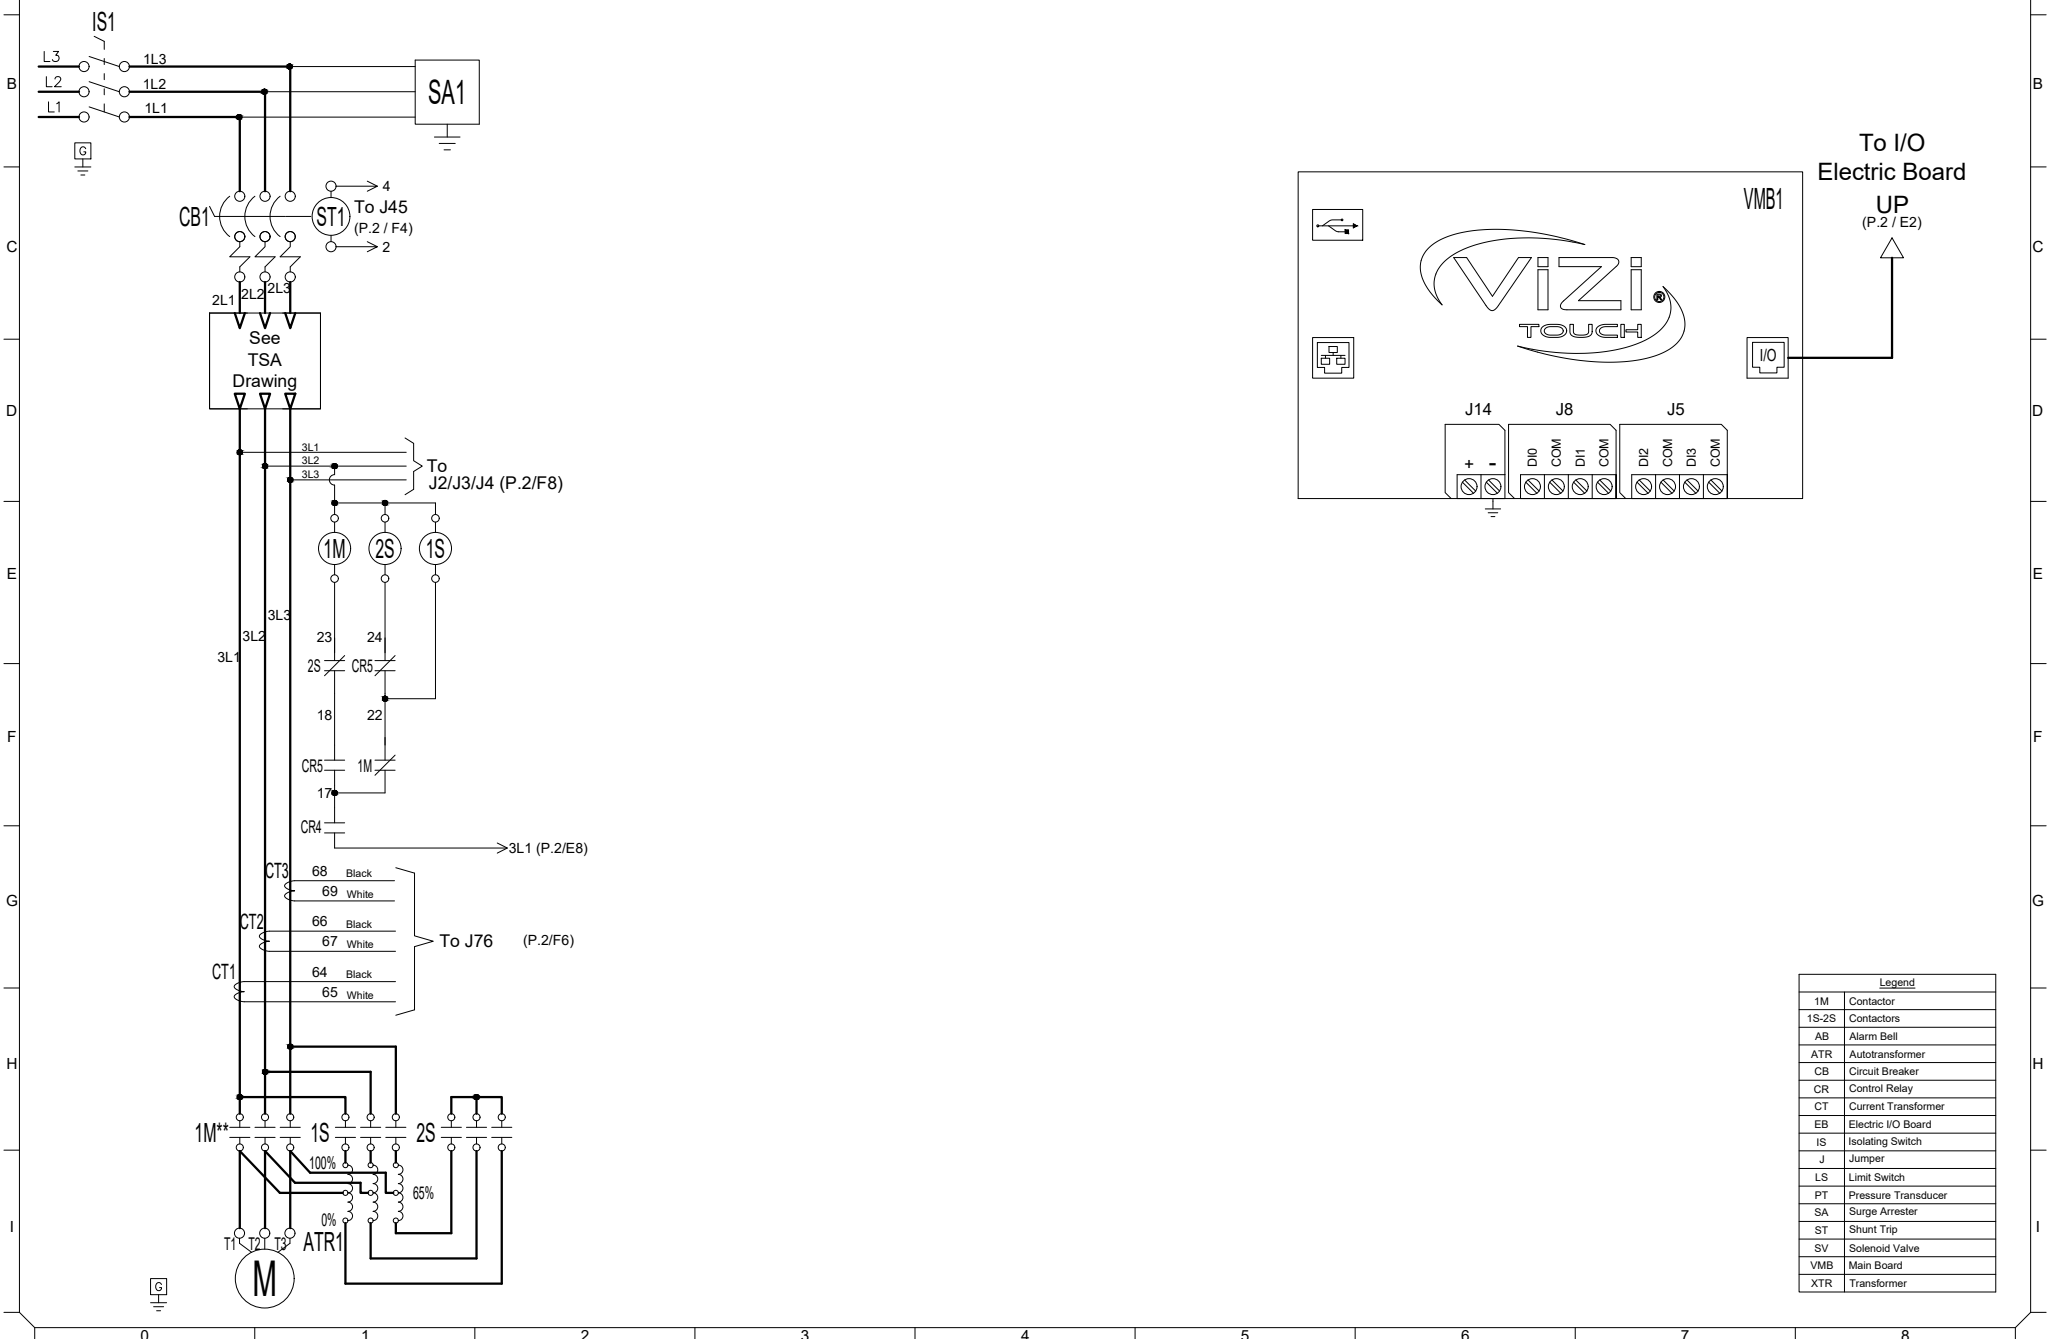 IS1
L3
1L3
L2
1L2
L1
1L1
SA1
G
B
B
CB1
ST1
4
To J45
(P.2 / F4)
2
C
C
2L1
2L2
2L3
See
TSA
Drawing
VMB1
To I/O
Electric Board
UP
(P.2 / E2)
ViZi
®
TOUCH
I/O
J14
J8
J5
+
-
DI0
COM
DI1
COM
DI2
COM
DI3
COM
D
D
3L1
3L2
3L3
To
J2/J3/J4 (P.2/F8)
1M
2S
1S
E
E
3L3
3L2
3L1
23
24
2S
CR5
18
22
F
F
CR5
1M
17
CR4
3L1 (P.2/E8)
CT3
68
Black
69
White
G
G
CT2
66
Black
67
White
To J76
(P.2/F6)
CT1
64
Black
65
White
H
H
1M**
1S
2S
100%
65%
0%
I
I
T1
T2
T3
ATR1
M
G
Legend
1M Contactor
1S-2S Contactors
AB Alarm Bell
ATR Autotransformer
CB Circuit Breaker
CR Control Relay
CT Current Transformer
EB Electric I/O Board
IS Isolating Switch
J Jumper
LS Limit Switch
PT Pressure Transducer
SA Surge Arrester
ST Shunt Trip
SV Solenoid Valve
VMB Main Board
XTR Transformer
0
1
2
3
4
5
6
7
8